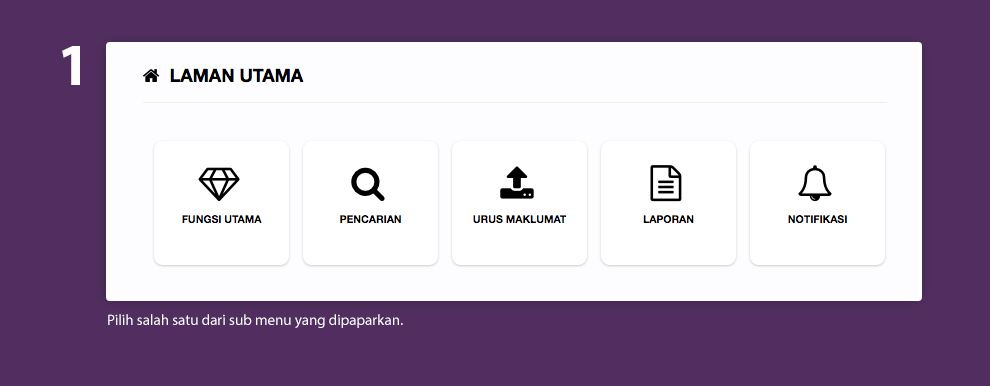 1
LAMAN UTAMA
FUNGSI UTAMA
PENCARIAN
URUS MAKLUMAT
LAPORAN
NOTIFIKASI
Pilih salah satu dari sub menu yang dipaparkan.